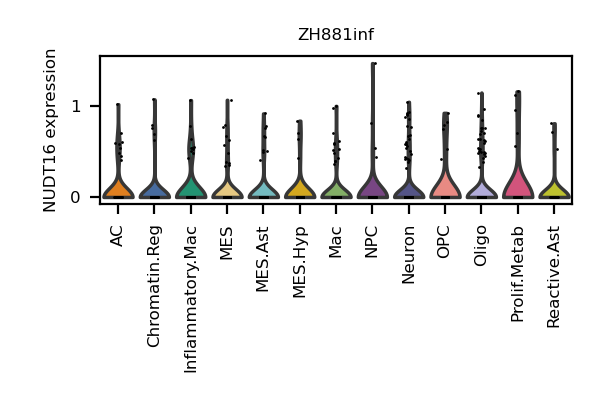 ZH881inf
NUDT16 expression
1
0
AC
Chromatin.Reg
Inflammatory.Mac
MES
MES.Ast
MES.Hyp
Mac
NPC
Neuron
OPC
Oligo
Prolif.Metab
Reactive.Ast